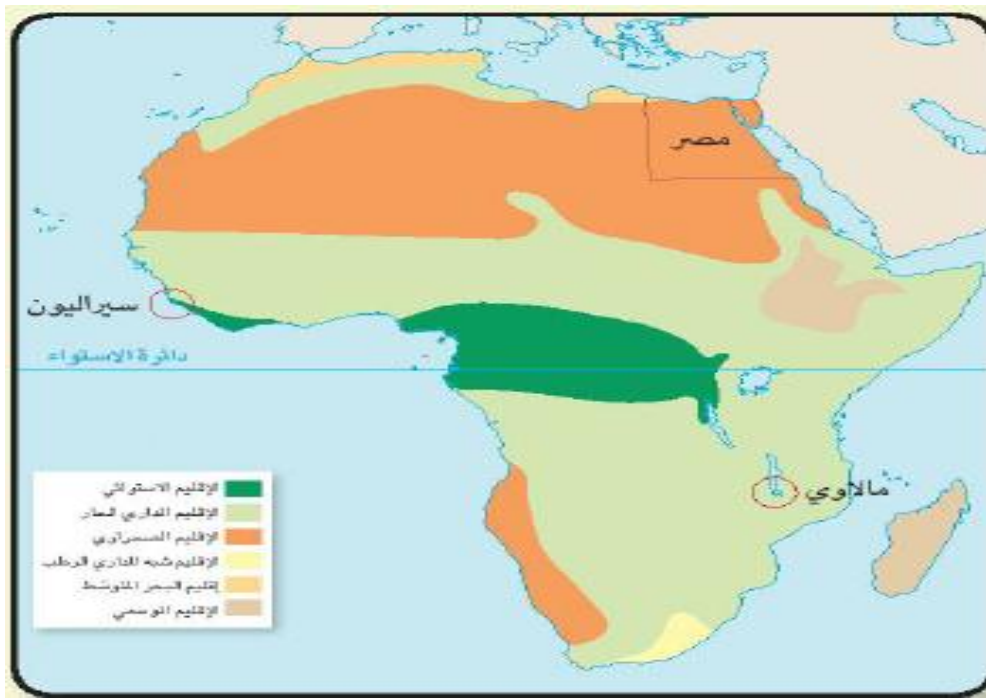 مصر
سيراليون
دائرة الاستواء
مالاوي
الإقليم الاستوائي
الإقليم المداري الحار
الإقليم الصحراوي
الإقليم شبه المداري الرطب
إقليم البحر المتوسط
الإقليم الموسمي